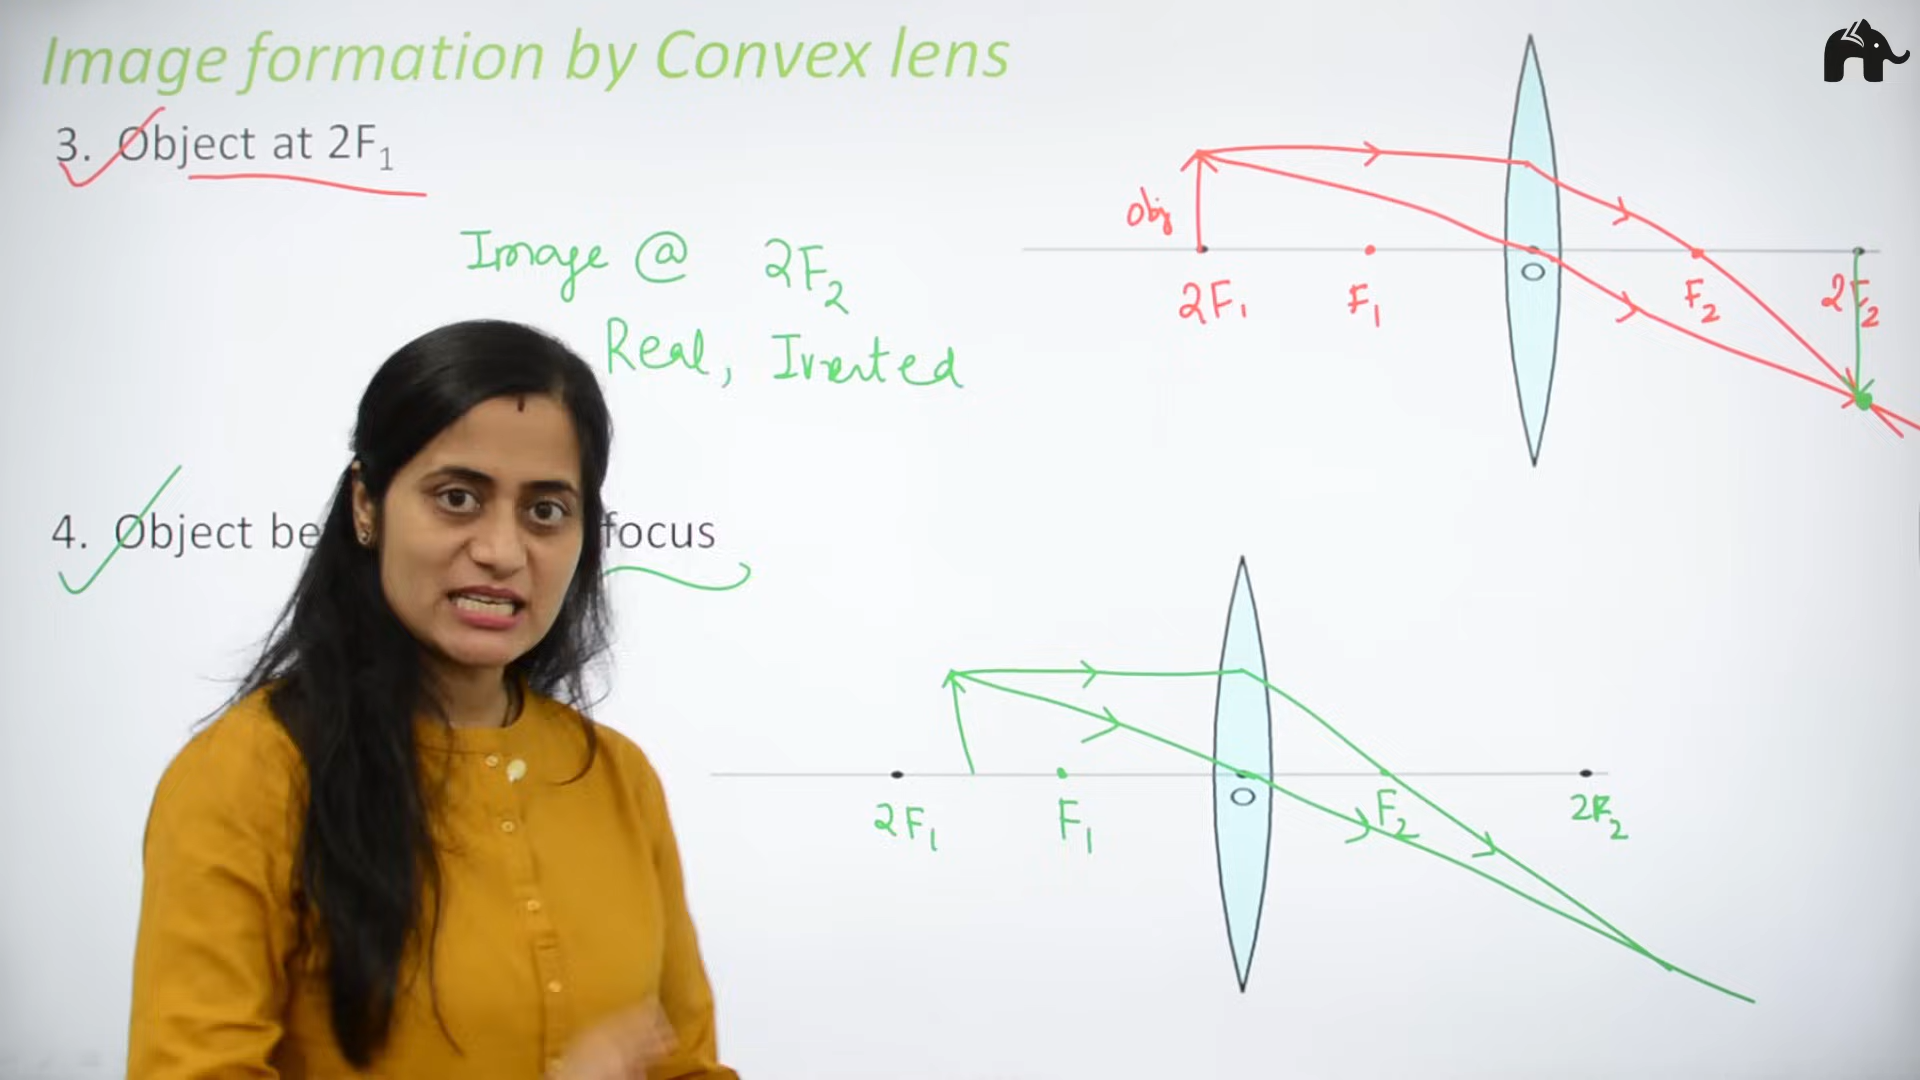 Image formation by Convex lens
3. Object at 2F₁
Image @ 2F₂
Real, Inverted
Obj
2F₁ F₁ O F₂ 2F₂
4. Object be focus
2F₁ F₁ O F₂ 2F₂